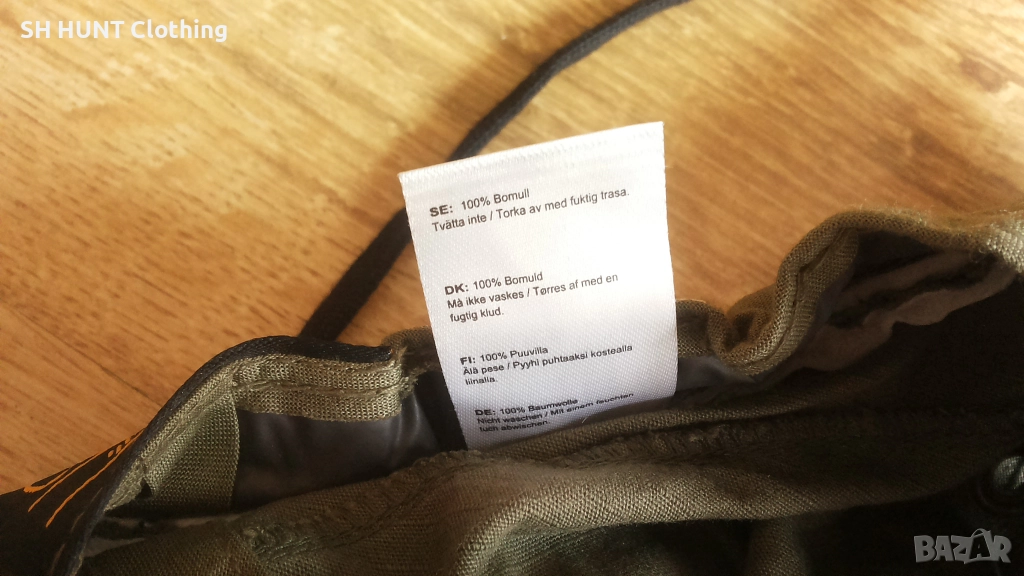 SH HUNT Clothing
SE: 100% Bomull
Tvätta inte / Torka av med fuktig trasa.
DK: 100% Bomuld
Må ikke vaskes / Tørres af med en
fugtig klud.
FI: 100% Puuvilla
Älä pese / Pyyhi puhtaaksi kostealla
liinalla.
DE: 100% Baumwolle
Nicht waschen / Mit einem feuchten
tuch abwischen.
BAZAR